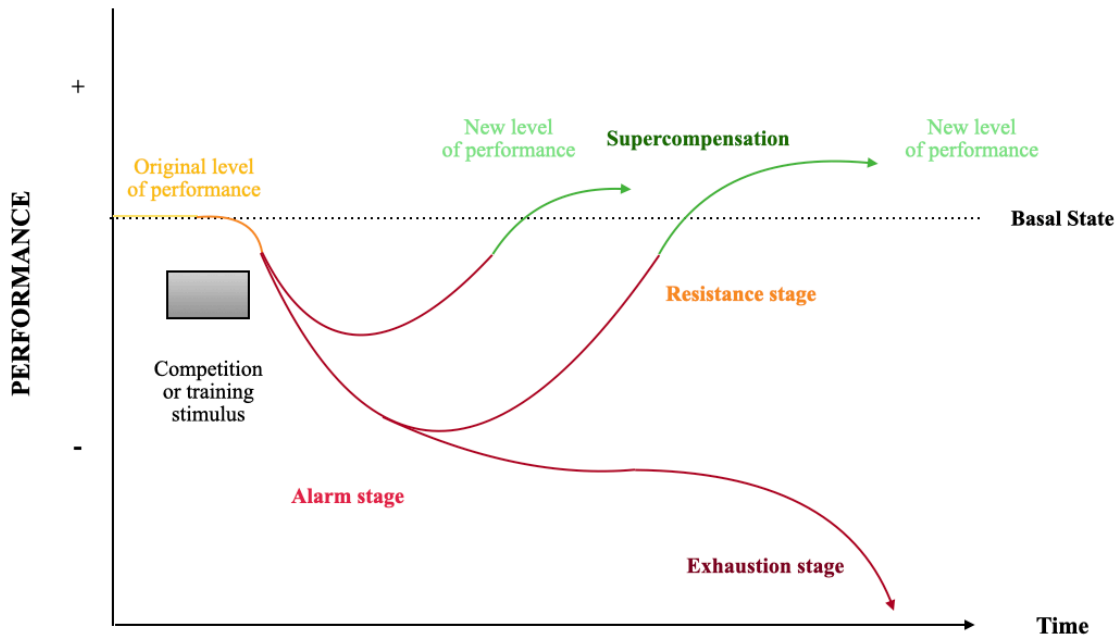 +
New level
of performance
Supercompensation
New level
of performance
Original level
of performance
PERFORMANCE
Basal State
Resistance stage
Competition
or training
stimulus
-
Alarm stage
Exhaustion stage
Time